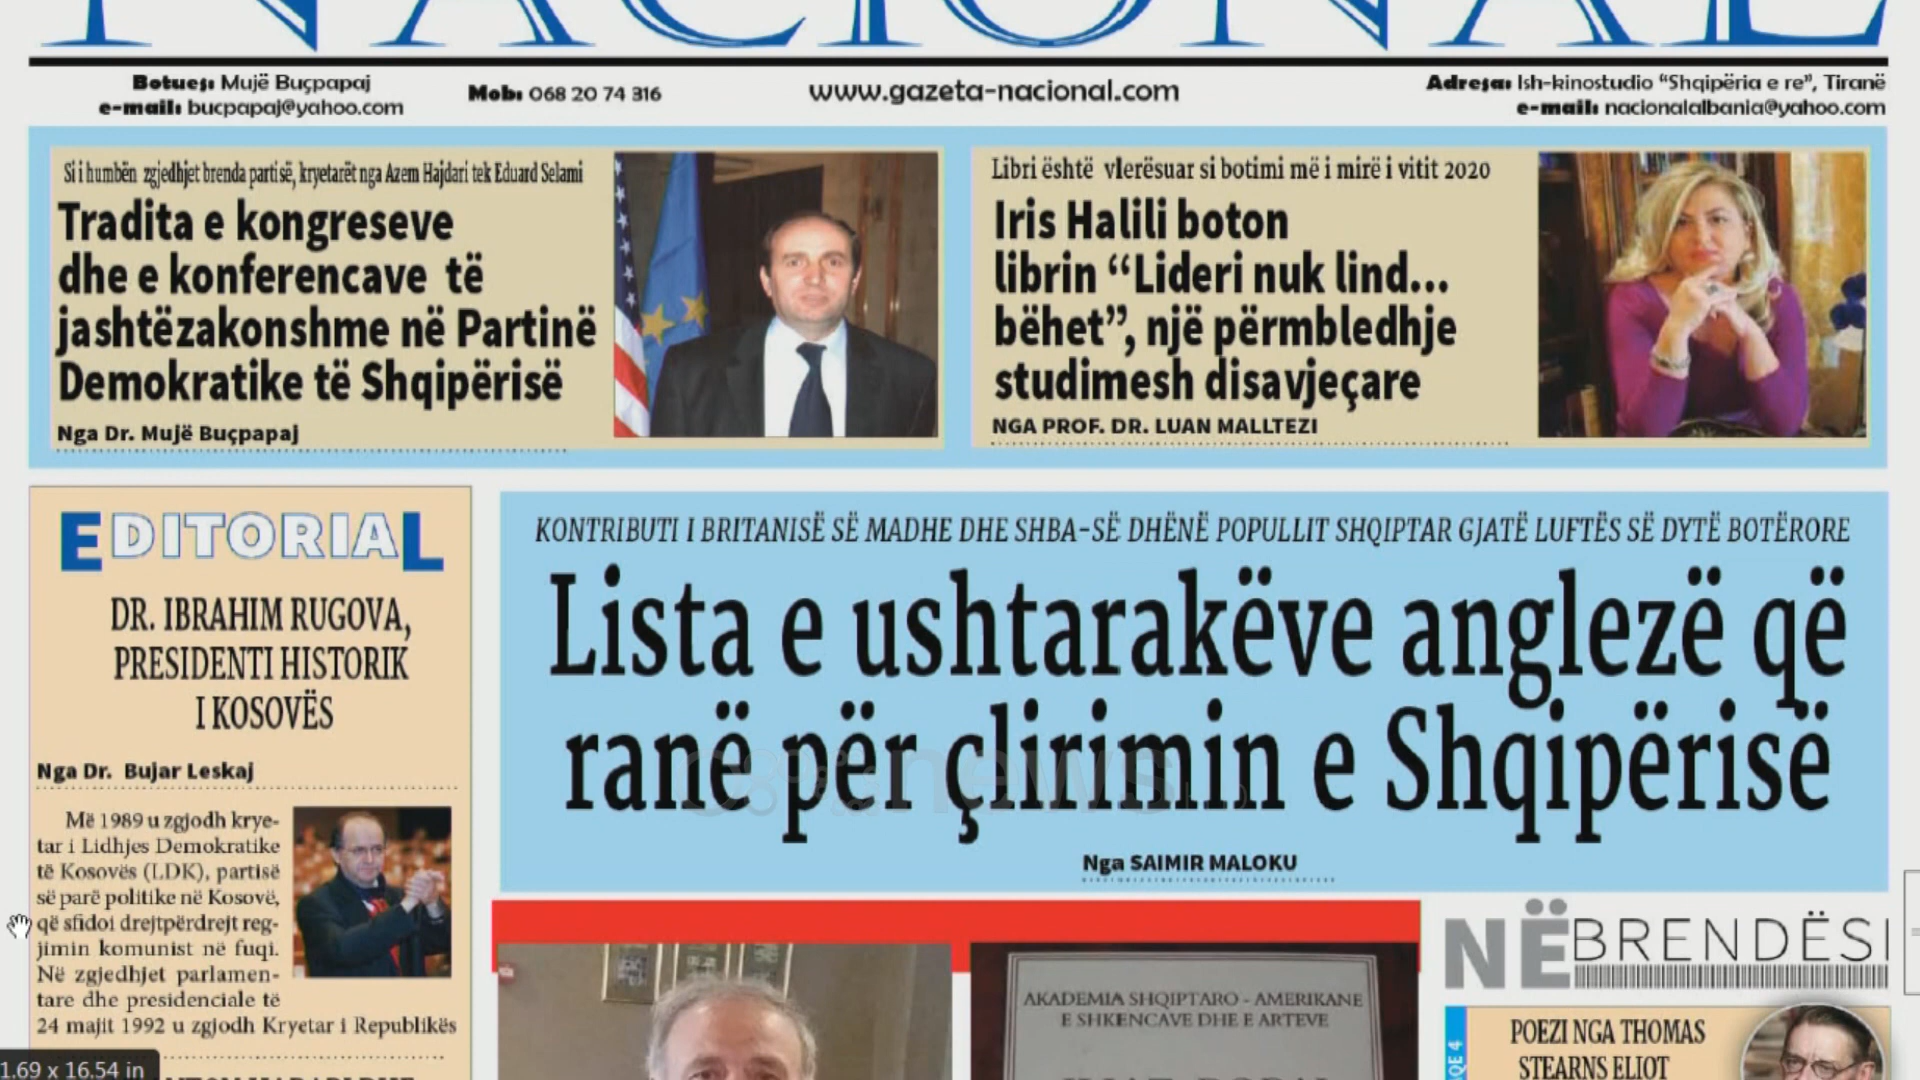 NACIONAL
Botues: Mujë Buçpapaj
e-mail: bucpapaj@yahoo.com
Mob: 068 20 74 316
www.gazeta-nacional.com
Adresa: Ish-kinostudio “Shqipëria e re”, Tiranë
e-mail: nacionalalbania@yahoo.com
Si i humbën zgjedhjet brenda partisë, kryetarët nga Azem Hajdari tek Eduard Selami
Tradita e kongreseve
dhe e konferencave të
jashtëzakonshme në Partinë
Demokratike të Shqipërisë
Nga Dr. Mujë Buçpapaj
Libri është vlerësuar si botimi më i mirë i vitit 2020
Iris Halili boton
librin “Lideri nuk lind...
bëhet”, një përmbledhje
studimesh disavjeçare
NGA PROF. DR. LUAN MALLTEZI
EDITORIAL
DR. IBRAHIM RUGOVA,
PRESIDENTI HISTORIK
I KOSOVËS
Nga Dr. Bujar Leskaj
Më 1989 u zgjodh krye-
tar i Lidhjes Demokratike
të Kosovës (LDK), partisë
së parë politike në Kosovë,
që sfidoi drejtpërdrejt reg-
jimin komunist në fuqi.
Në zgjedhjet parlamen-
tare dhe presidenciale të
24 majit 1992 u zgjodh Kryetar i Republikës
KONTRIBUTI I BRITANISË SË MADHE DHE SHBA-SË DHËNË POPULLIT SHQIPTAR GJATË LUFTËS SË DYTË BOTËRORE
Lista e ushtarakëve anglezë që
ranë për çlirimin e Shqipërisë
Nga SAIMIR MALOKU
news
AKADEMIA SHQIPTARO - AMERIKANE
E SHKENCAVE DHE E ARTEVE
NË BRENDËSI
POEZI NGA THOMAS
STEARNS ELIOT
1.69 x 16.54 in